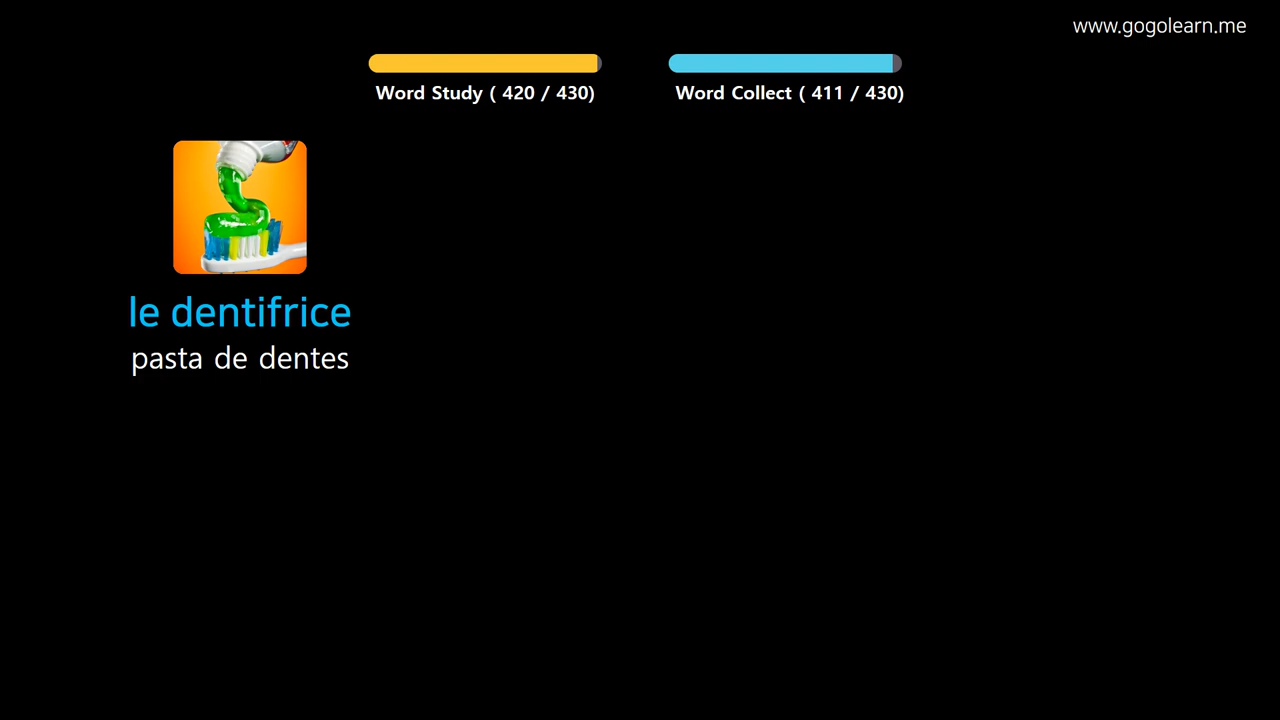 www.gogolearn.me
Word Study ( 420 / 430)
Word Collect ( 411 / 430)
le dentifrice
pasta de dentes